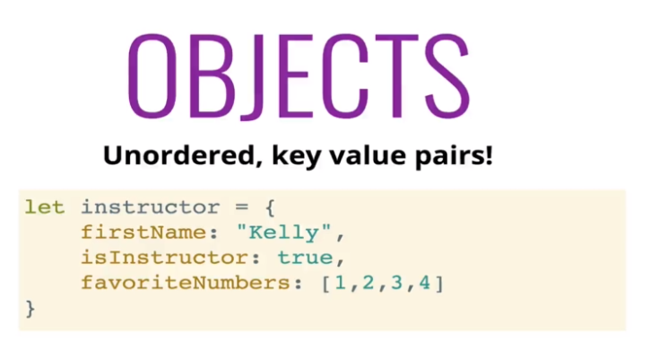 OBJECTS
Unordered, key value pairs!
let instructor = {
    firstName: "Kelly",
    isInstructor: true,
    favoriteNumbers: [1,2,3,4]
}